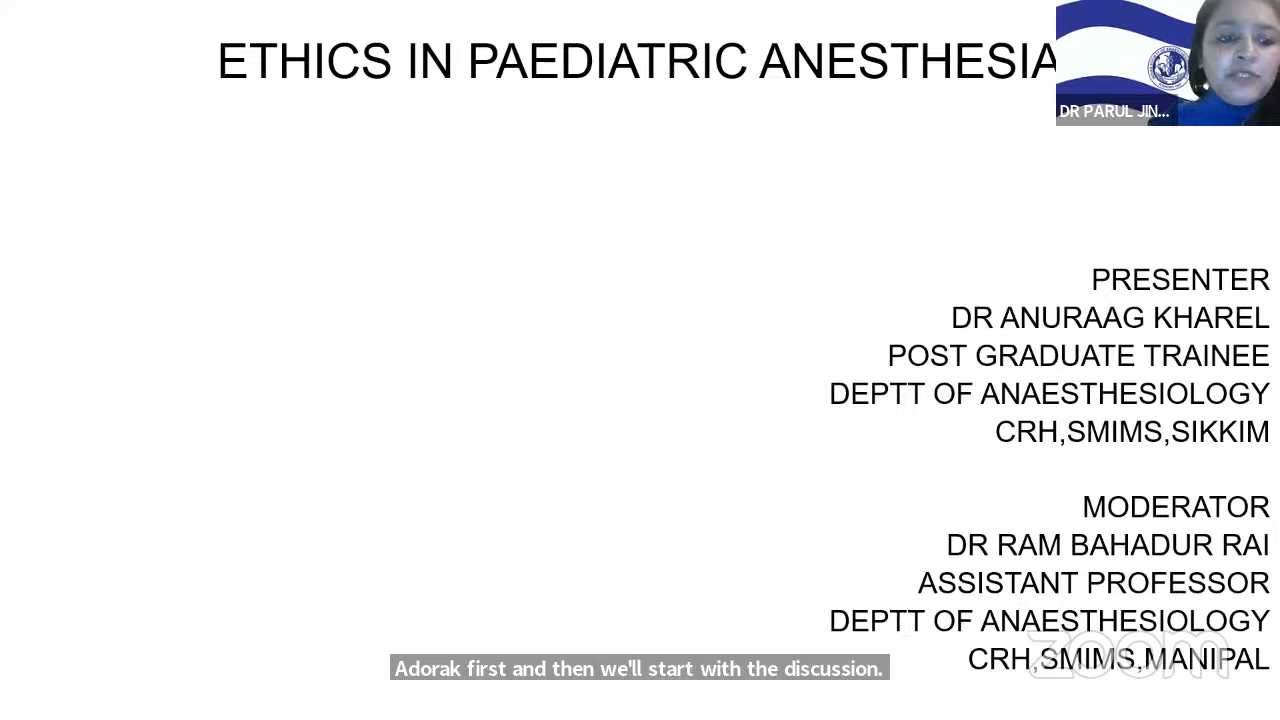 ETHICS IN PAEDIATRIC ANESTHESIA
DR PARUL JIN...
PRESENTER
DR ANURAAG KHAREL
POST GRADUATE TRAINEE
DEPTT OF ANAESTHESIOLOGY
CRH,SMIMS,SIKKIM
MODERATOR
DR RAM BAHADUR RAI
ASSISTANT PROFESSOR
DEPTT OF ANAESTHESIOLOGY
CRH,SMIMS,MANIPAL
zoom
Adorak first and then we'll start with the discussion.